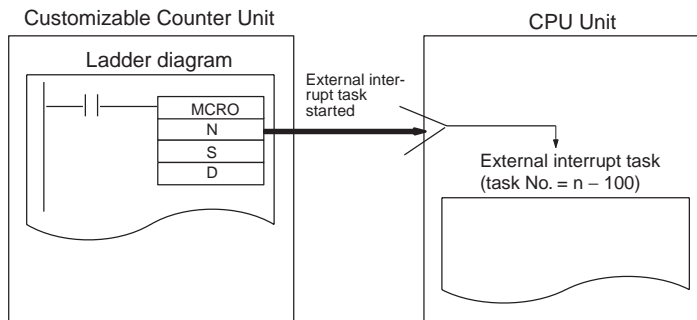 Customizable Counter Unit
CPU Unit
Ladder diagram
MCRO
N
S
D
External inter-
rupt task
started
External interrupt task
(task No. = n − 100)